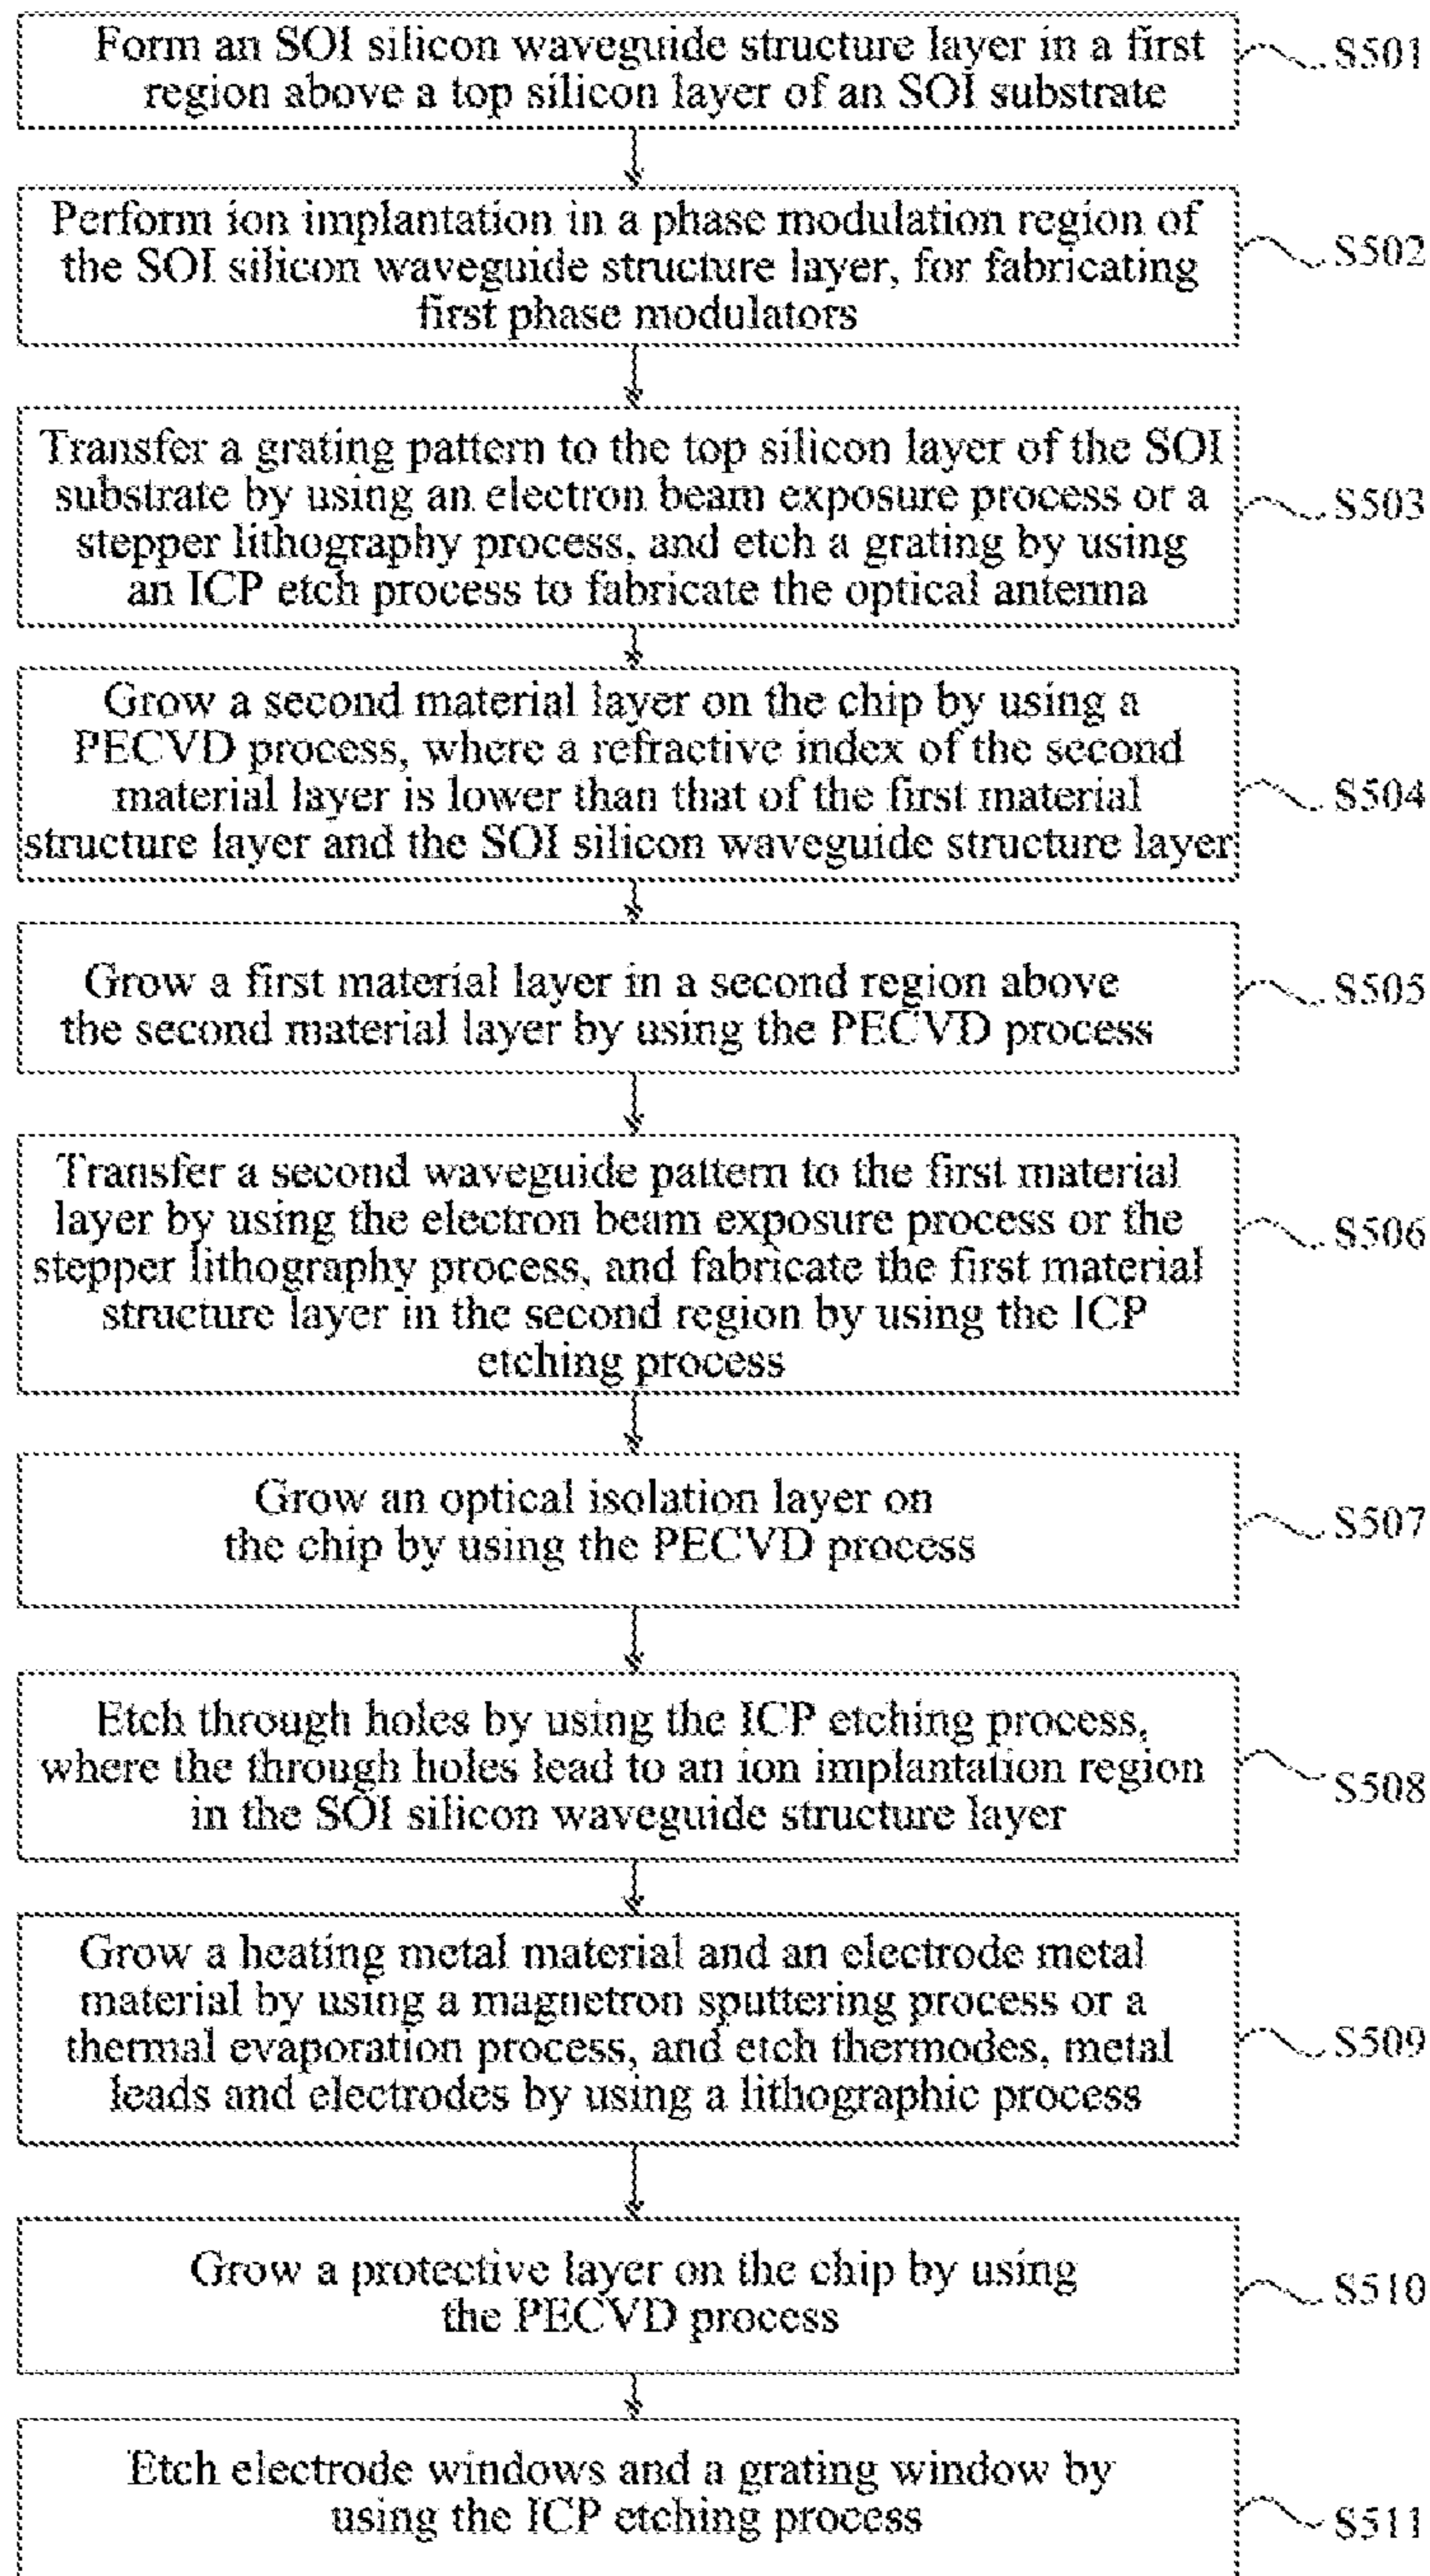 Form an SOI silicon waveguide structure layer in a first
region above a top silicon layer of an SOI substrate
S501
Perform ion implantation in a phase modulation region of
the SOI silicon waveguide structure layer, for fabricating
first phase modulators
S502
Transfer a grating pattern to the top silicon layer of the SOI
substrate by using an electron beam exposure process or a
stepper lithography process, and etch a grating by using
an ICP etch process to fabricate the optical antenna
S503
Grow a second material layer on the chip by using a
PECVD process, where a refractive index of the second
material layer is lower than that of the first material
structure layer and the SOI silicon waveguide structure layer
S504
Grow a first material layer in a second region above
the second material layer by using the PECVD process
S505
Transfer a second waveguide pattern to the first material
layer by using the electron beam exposure process or the
stepper lithography process, and fabricate the first material
structure layer in the second region by using the ICP
etching process
S506
Grow an optical isolation layer on
the chip by using the PECVD process
S507
Etch through holes by using the ICP etching process,
where the through holes lead to an ion implantation region
in the SOI silicon waveguide structure layer
S508
Grow a heating metal material and an electrode metal
material by using a magnetron sputtering process or a
thermal evaporation process, and etch thermodes, metal
leads and electrodes by using a lithographic process
S509
Grow a protective layer on the chip by using
the PECVD process
S510
Etch electrode windows and a grating window by
using the ICP etching process
S511